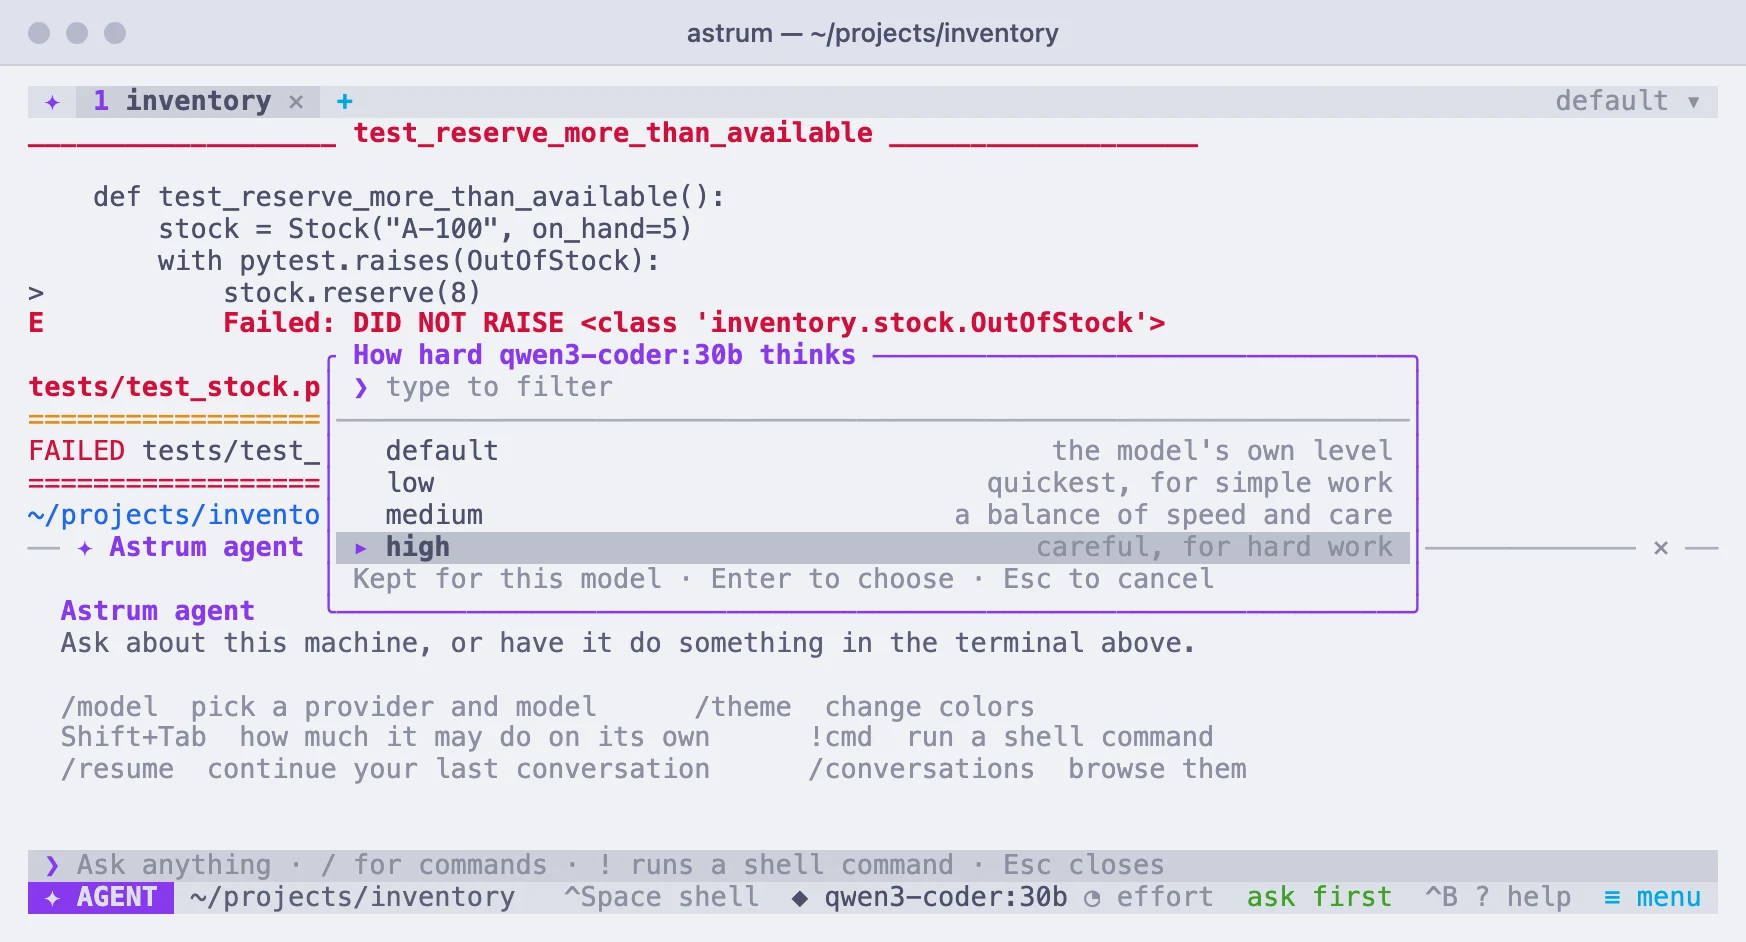 astrum — ~/projects/inventory
✦ 1 inventory × + default ▼
___________________ test_reserve_more_than_available ___________________
def test_reserve_more_than_available():
stock = Stock("A-100", on_hand=5)
with pytest.raises(OutOfStock):
> stock.reserve(8)
E Failed: DID NOT RAISE <class 'inventory.stock.OutOfStock'>
How hard qwen3-coder:30b thinks
tests/test_stock.p ❯ type to filter
==================
FAILED tests/test_ default the model's own level
low quickest, for simple work
==================
~/projects/invento medium a balance of speed and care
— ✦ Astrum agent ▸ high careful, for hard work × —
Kept for this model · Enter to choose · Esc to cancel
Astrum agent
Ask about this machine, or have it do something in the terminal above.
/model pick a provider and model /theme change colors
Shift+Tab how much it may do on its own !cmd run a shell command
/resume continue your last conversation /conversations browse them
❯ Ask anything · / for commands · ! runs a shell command · Esc closes
✦ AGENT ~/projects/inventory ^Space shell ◆ qwen3-coder:30b ◔ effort ask first ^B ? help ≡ menu